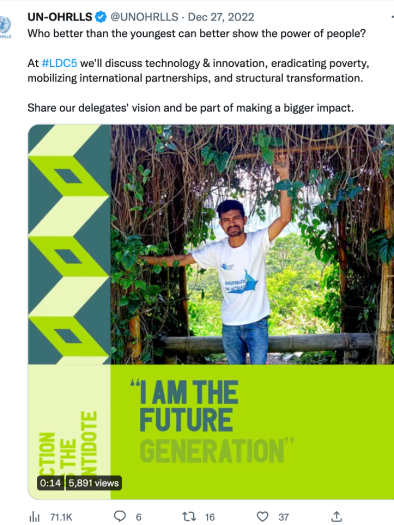 UN-OHRLLS @UNOHRLLS · Dec 27, 2022
Who better than the youngest can better show the power of people?
At #LDC5 we'll discuss technology & innovation, eradicating poverty,
mobilizing international partnerships, and structural transformation.
Share our delegates' vision and be part of making a bigger impact.
“I AM THE
FUTURE
GENERATION”
CTION
THE
NTIDOTE
0:14 5,891 views
71.1K 6 16 37